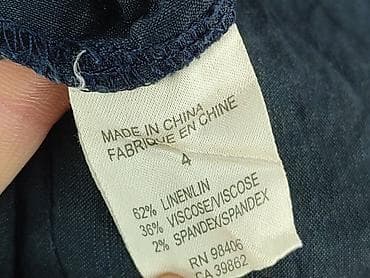 MADE IN CHINA
FABRIQUE EN CHINE
4
62% LINEN/LIN
36% VISCOSE/VISCOSE
2% SPANDEX/SPANDEX
RN 98406
CA 39862